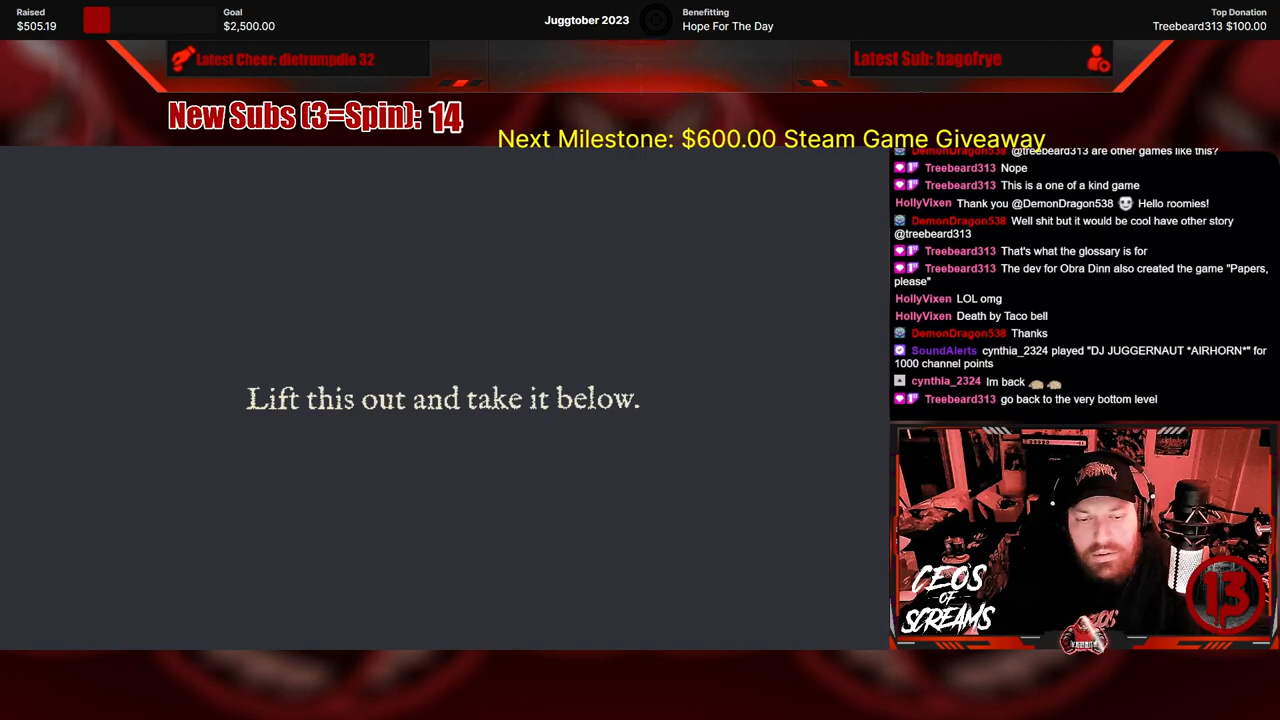 Raised
$505.19
Goal
$2,500.00
Juggtober 2023
Benefitting
Hope For The Day
Top Donation
Treebeard313 $100.00
Latest Cheer: dietrumpdie 32
Latest Sub: bagofrye
New Subs (3=Spin): 14
Next Milestone: $600.00 Steam Game Giveaway
DemonDragon538 @treebeard313 are other games like this?
Treebeard313 Nope
Treebeard313 This is a one of a kind game
HollyVixen Thank you @DemonDragon538 Hello roomies!
DemonDragon538 Well shit but it would be cool have other story
@treebeard313
Treebeard313 That's what the glossary is for
Treebeard313 The dev for Obra Dinn also created the game "Papers,
please"
HollyVixen LOL omg
HollyVixen Death by Taco bell
DemonDragon538 Thanks
SoundAlerts cynthia_2324 played "DJ JUGGERNAUT *AIRHORN*" for
1000 channel points
cynthia_2324 Im back
Treebeard313 go back to the very bottom level
Lift this out and take it below.
CEOS
OF
SCREAMS
13